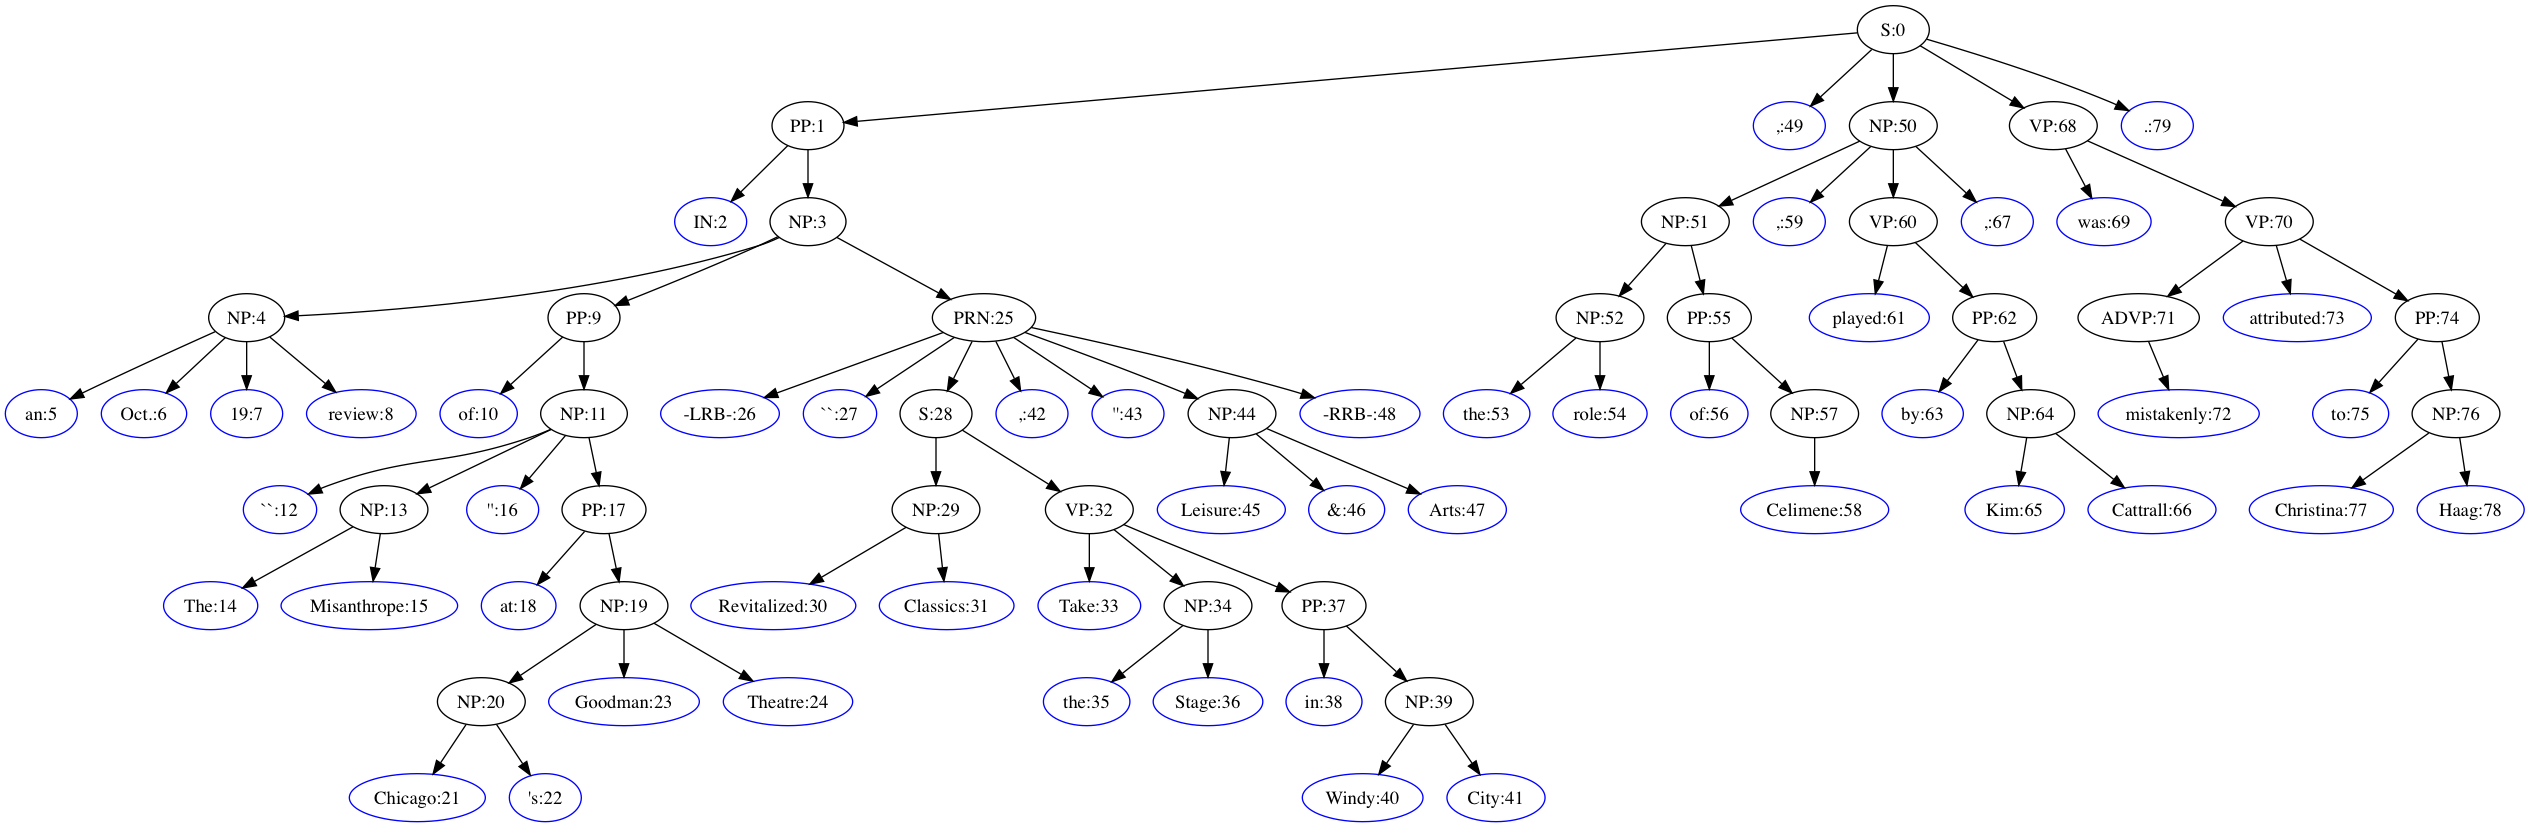 S:0
PP:1 ,:49 NP:50 VP:68 .:79
IN:2 NP:3 NP:51 ,:59 VP:60 ,:67 was:69 VP:70
NP:4 PP:9 PRN:25 NP:52 PP:55 played:61 PP:62 ADVP:71 attributed:73 PP:74
an:5 Oct.:6 19:7 review:8 of:10 NP:11 -LRB-:26 ``:27 S:28 ,:42 '':43 NP:44 -RRB-:48 the:53 role:54 of:56 NP:57 by:63 NP:64 mistakenly:72 to:75 NP:76
``:12 NP:13 '':16 PP:17 NP:29 VP:32 Leisure:45 &:46 Arts:47 Celimene:58 Kim:65 Cattrall:66 Christina:77 Haag:78
The:14 Misanthrope:15 at:18 NP:19 Revitalized:30 Classics:31 Take:33 NP:34 PP:37
NP:20 Goodman:23 Theatre:24 the:35 Stage:36 in:38 NP:39
Chicago:21 's:22 Windy:40 City:41